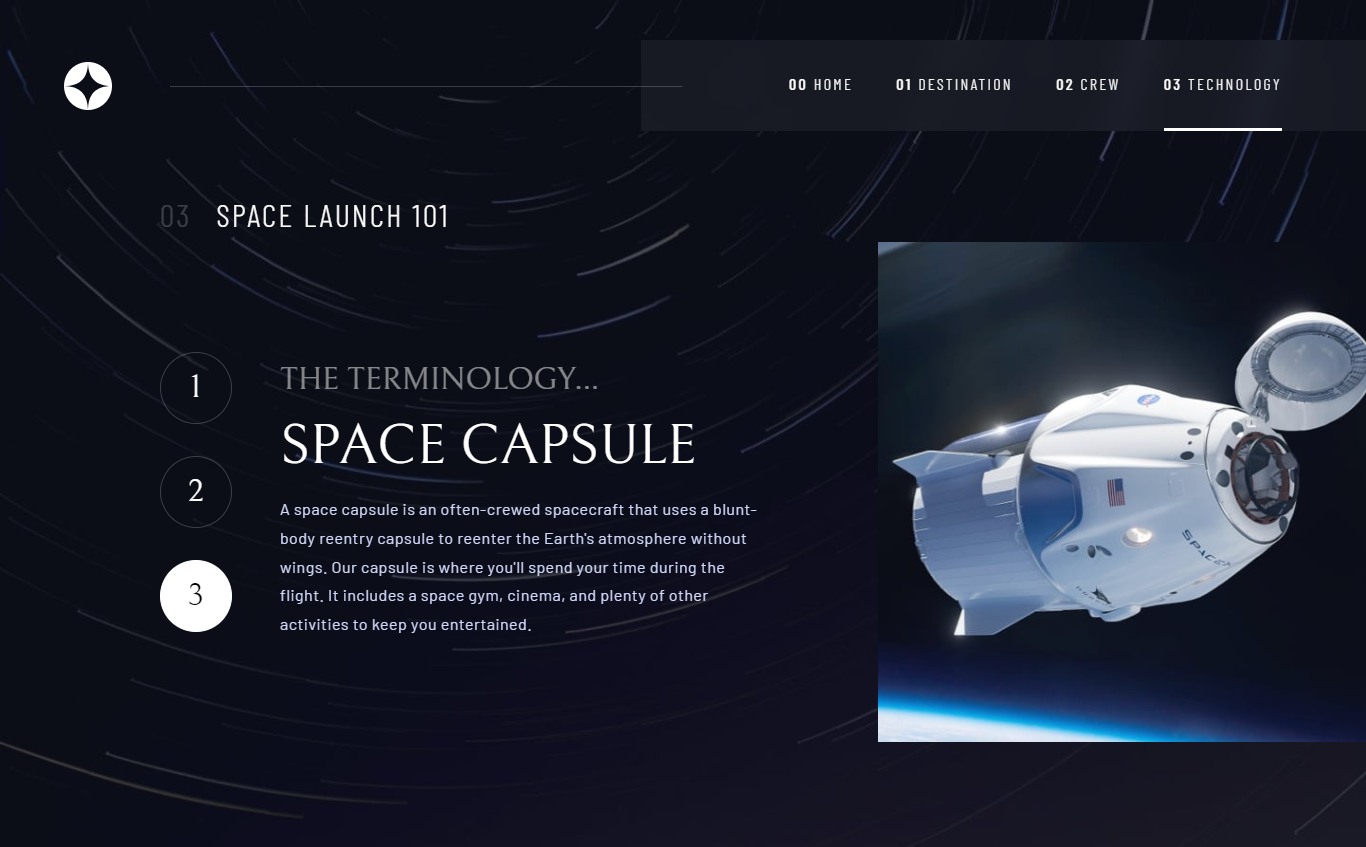 00 HOME 01 DESTINATION 02 CREW 03 TECHNOLOGY
03 SPACE LAUNCH 101
1
2
3
THE TERMINOLOGY...
SPACE CAPSULE
A space capsule is an often-crewed spacecraft that uses a blunt-
body reentry capsule to reenter the Earth's atmosphere without
wings. Our capsule is where you'll spend your time during the
flight. It includes a space gym, cinema, and plenty of other
activities to keep you entertained.
SPACEX